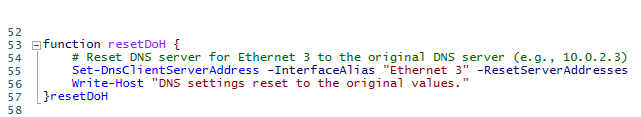 52
53 function resetDoH {
54     # Reset DNS server for Ethernet 3 to the original DNS server (e.g., 10.0.2.3)
55     Set-DnsClientServerAddress -InterfaceAlias "Ethernet 3" -ResetServerAddresses
56     Write-Host "DNS settings reset to the original values."
57 }resetDoH
58